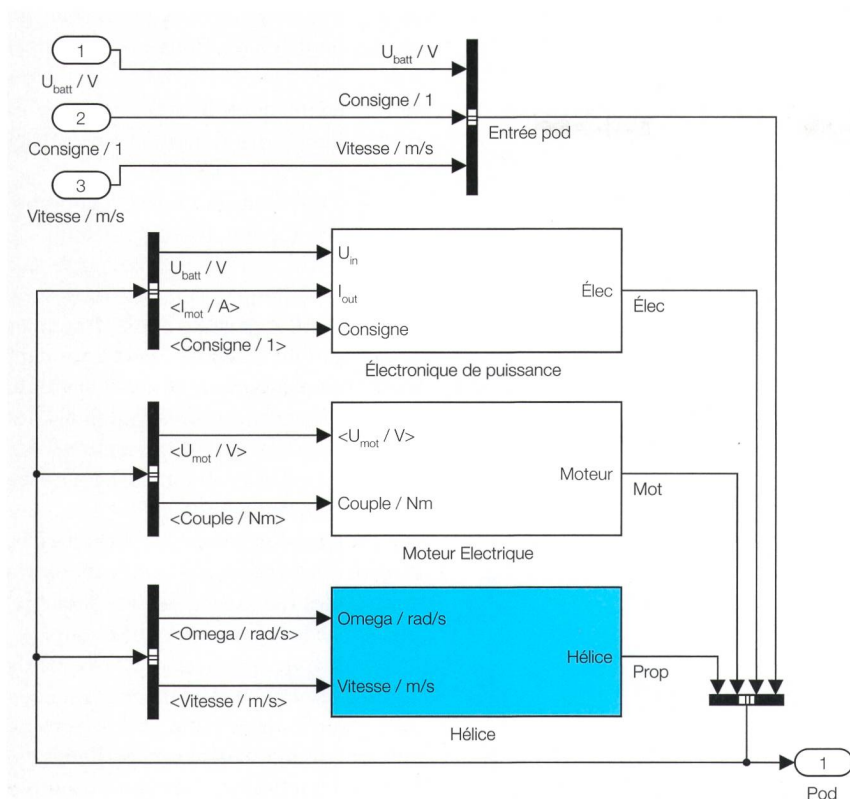 1
U_batt / V
U_batt / V
2
Consigne / 1
Consigne / 1
Entrée pod
3
Vitesse / m/s
Vitesse / m/s
U_in
U_batt / V
I_out
<I_mot / A>
Consigne
<Consigne / 1>
Élec
Élec
Électronique de puissance
<U_mot / V>
<U_mot / V>
Couple / Nm
<Couple / Nm>
Moteur
Mot
Moteur Electrique
Omega / rad/s
<Omega / rad/s>
Vitesse / m/s
<Vitesse / m/s>
Hélice
Prop
Hélice
1
Pod